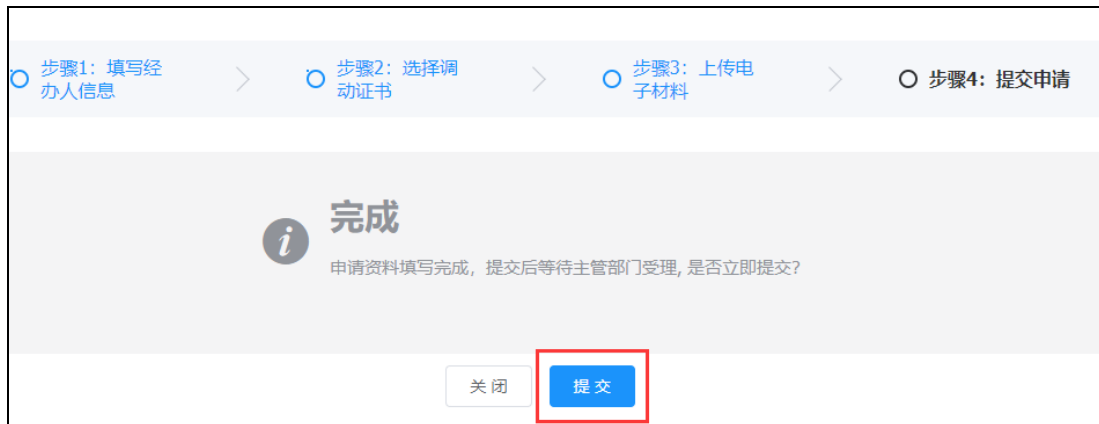 步骤1：填写经
办人信息
步骤2：选择调
动证书
步骤3：上传电
子材料
步骤4：提交申请
完成
申请资料填写完成，提交后等待主管部门受理, 是否立即提交?
关闭
提交